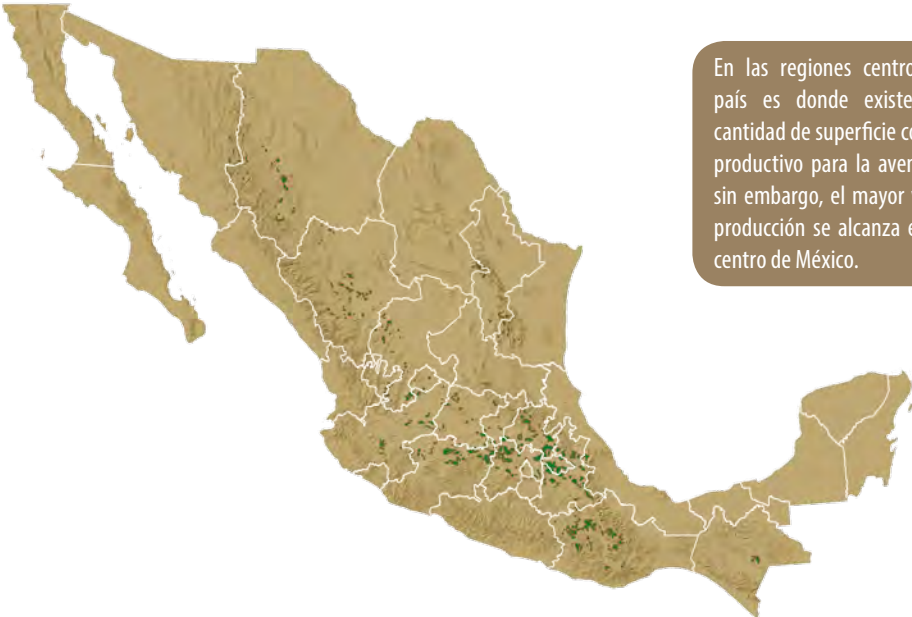 En las regiones centro
país es donde existe
cantidad de superficie co
productivo para la aven
sin embargo, el mayor
producción se alcanza e
centro de México.